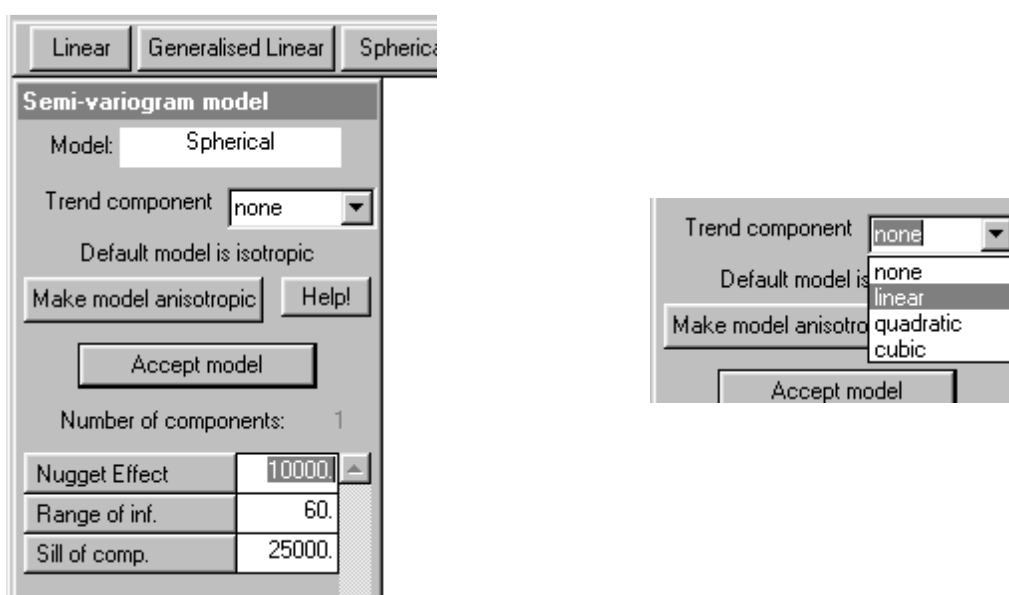 Linear Generalised Linear Spherica
Semi-variogram model
Model: Spherical
Trend component none
Default model is isotropic
Make model anisotropic Help!
Accept model
Number of components: 1
Nugget Effect 10000.
Range of inf. 60.
Sill of comp. 25000.
Trend component none
Default model is none
linear
Make model anisotro quadratic
cubic
Accept model